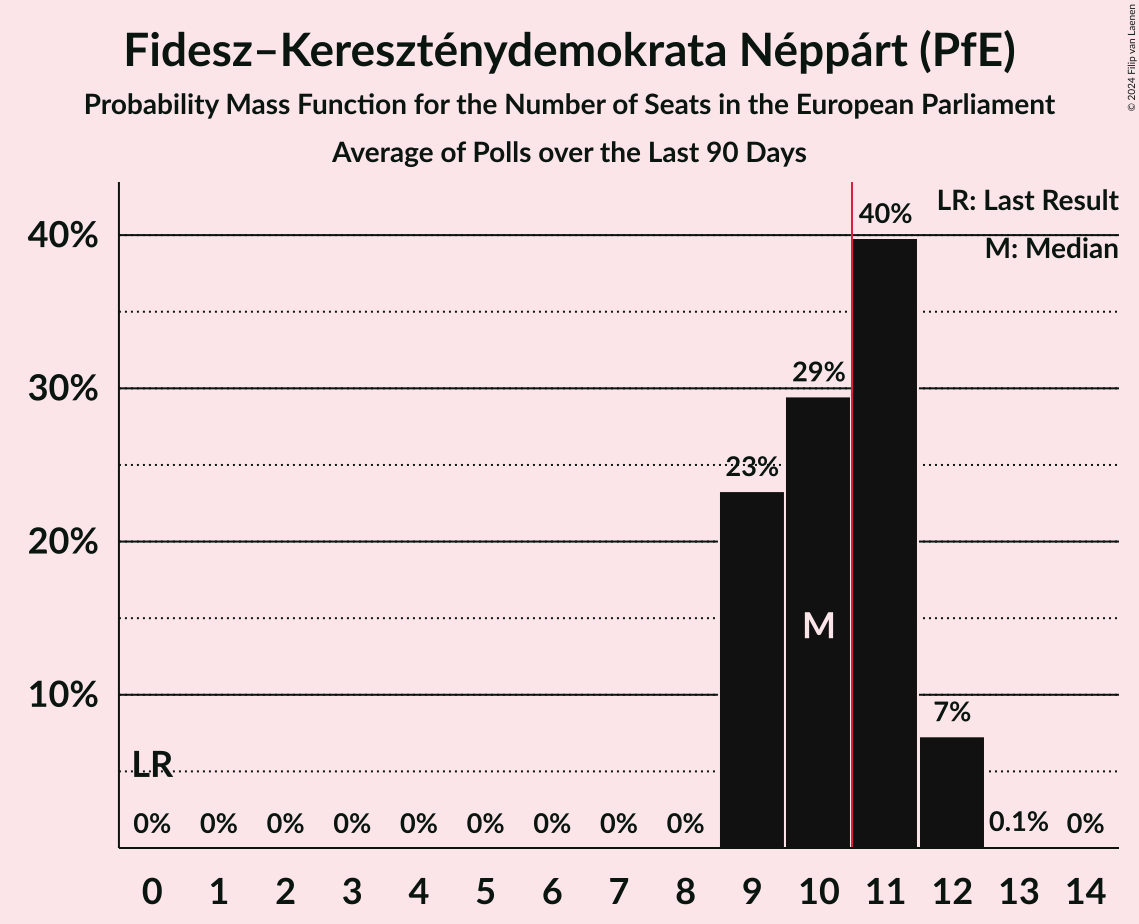 Fidesz–Kereszténydemokrata Néppárt (PfE)
Probability Mass Function for the Number of Seats in the European Parliament
Average of Polls over the Last 90 Days
© 2024 Filip van Laenen
LR: Last Result
M: Median
40%
30%
20%
10%
40%
29%
23%
M
7%
LR
0% 0% 0% 0% 0% 0% 0% 0% 0% 0.1% 0%
0 1 2 3 4 5 6 7 8 9 10 11 12 13 14